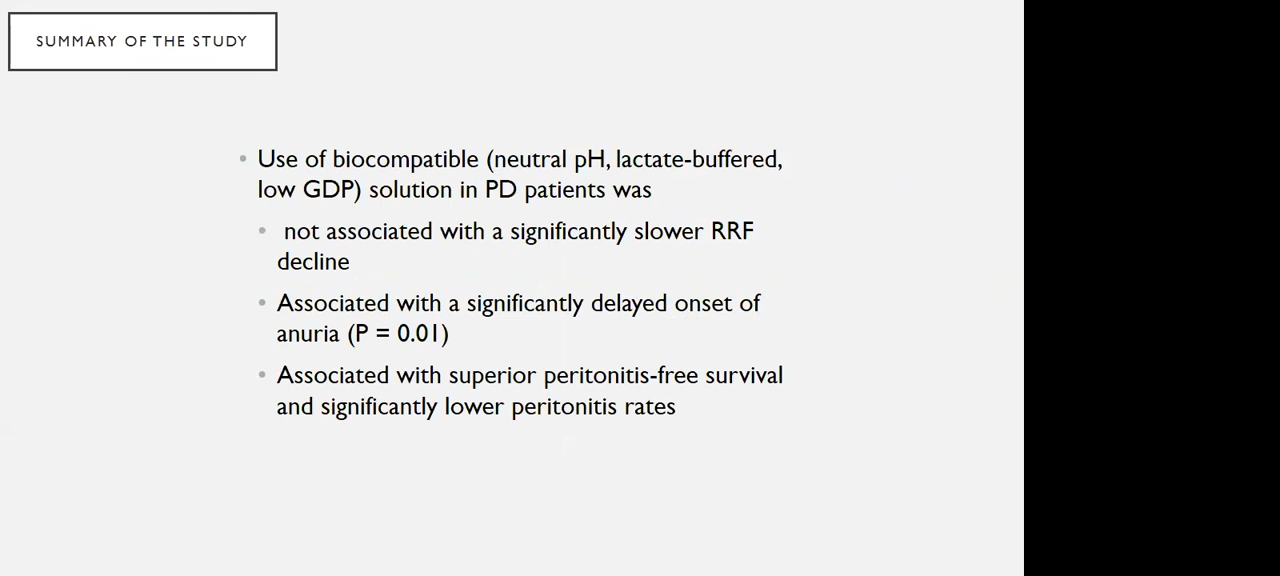 SUMMARY OF THE STUDY
• Use of biocompatible (neutral pH, lactate-buffered,
low GDP) solution in PD patients was
• not associated with a significantly slower RRF
decline
• Associated with a significantly delayed onset of
anuria (P = 0.01)
• Associated with superior peritonitis-free survival
and significantly lower peritonitis rates